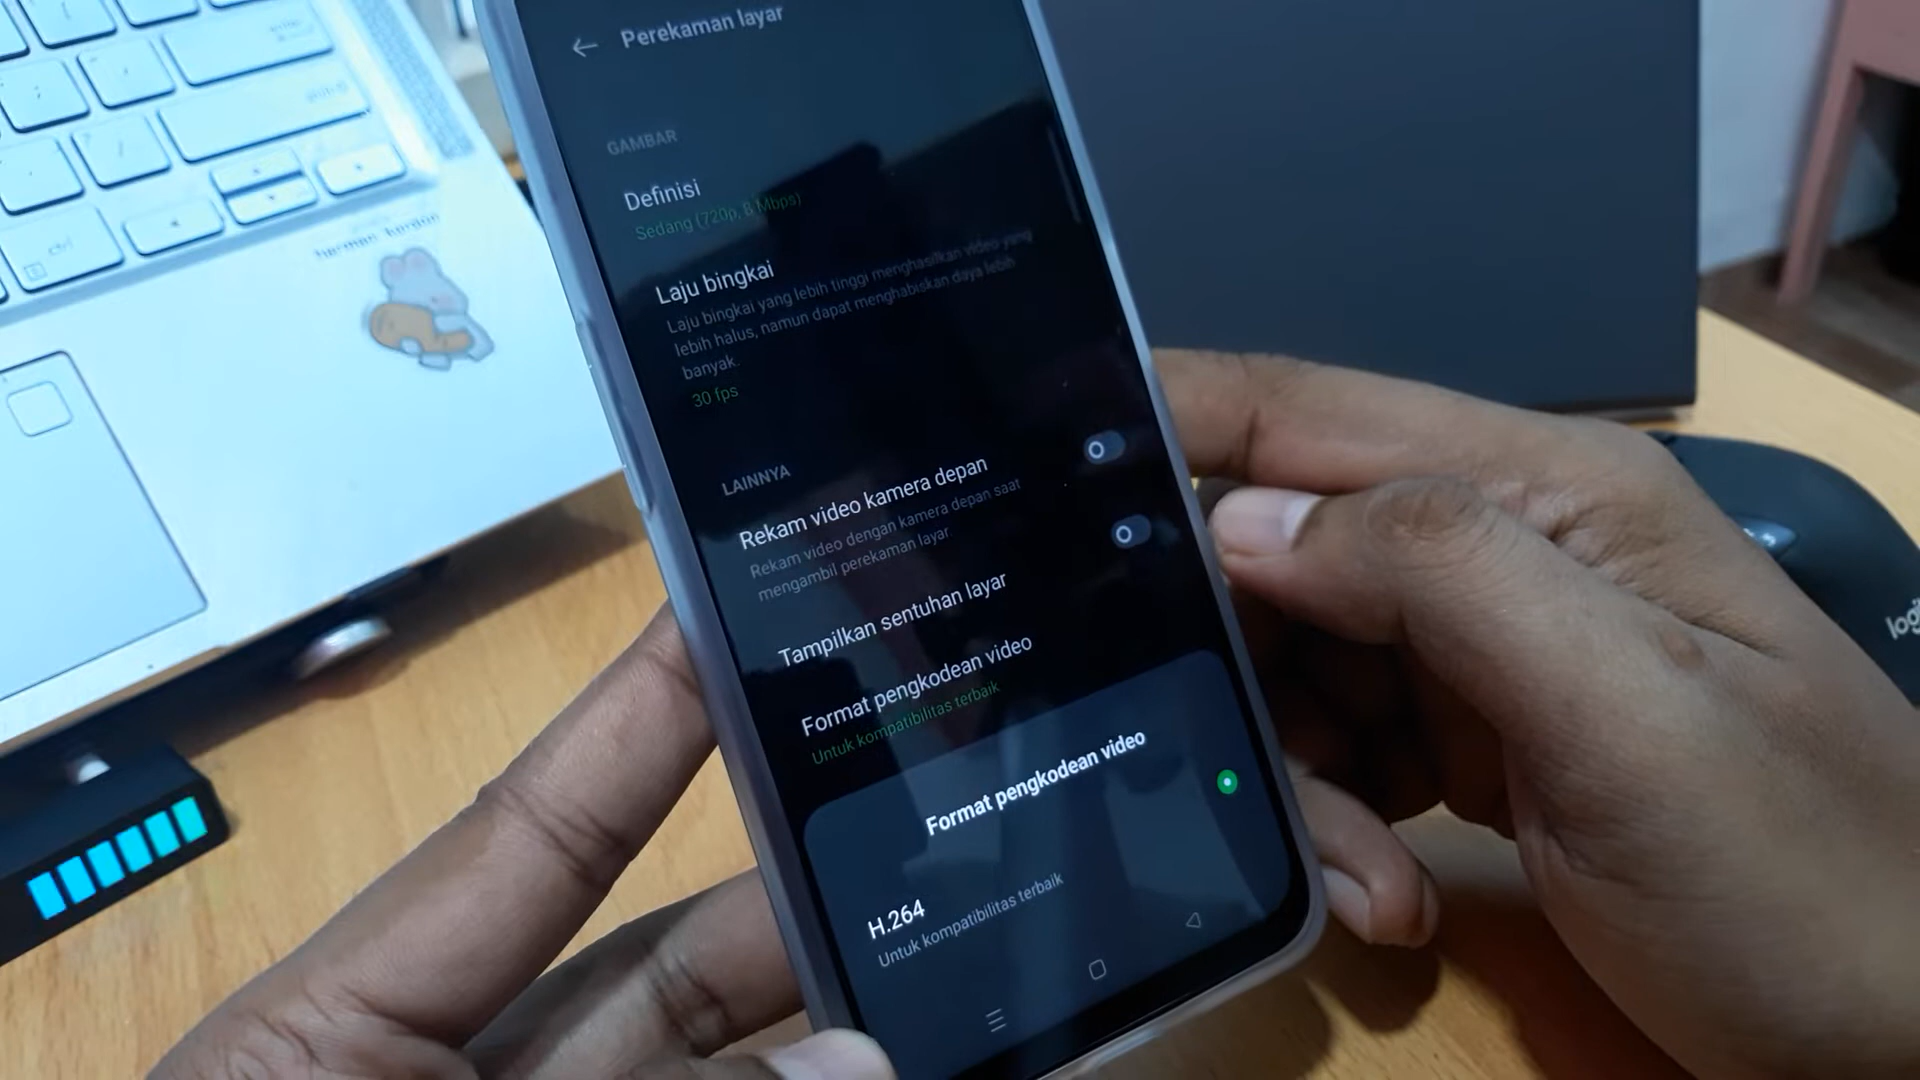 Perekaman layar
GAMBAR
Definisi
Sedang (720p, 8 Mbps)
Laju bingkai
Laju bingkai yang lebih tinggi menghasilkan video yang
lebih halus, namun dapat menghabiskan daya lebih
banyak.
30 fps
LAINNYA
Rekam video kamera depan
Rekam video dengan kamera depan saat
mengambil perekaman layar
Tampilkan sentuhan layar
Format pengkodean video
Untuk kompatibilitas terbaik
Format pengkodean video
H.264
Untuk kompatibilitas terbaik
harman kardon
ctrl